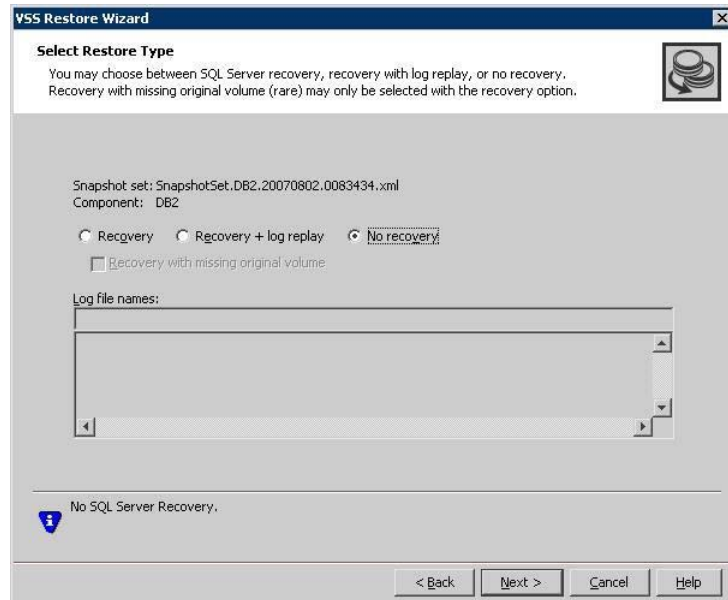 VSS Restore Wizard
Select Restore Type
You may choose between SQL Server recovery, recovery with log replay, or no recovery.
Recovery with missing original volume (rare) may only be selected with the recovery option.
Snapshot set: SnapshotSet.DB2.20070802.0083434.xml
Component: DB2
Recovery Recovery + log replay No recovery
Recovery with missing original volume
Log file names:
No SQL Server Recovery.
< Back Next > Cancel Help